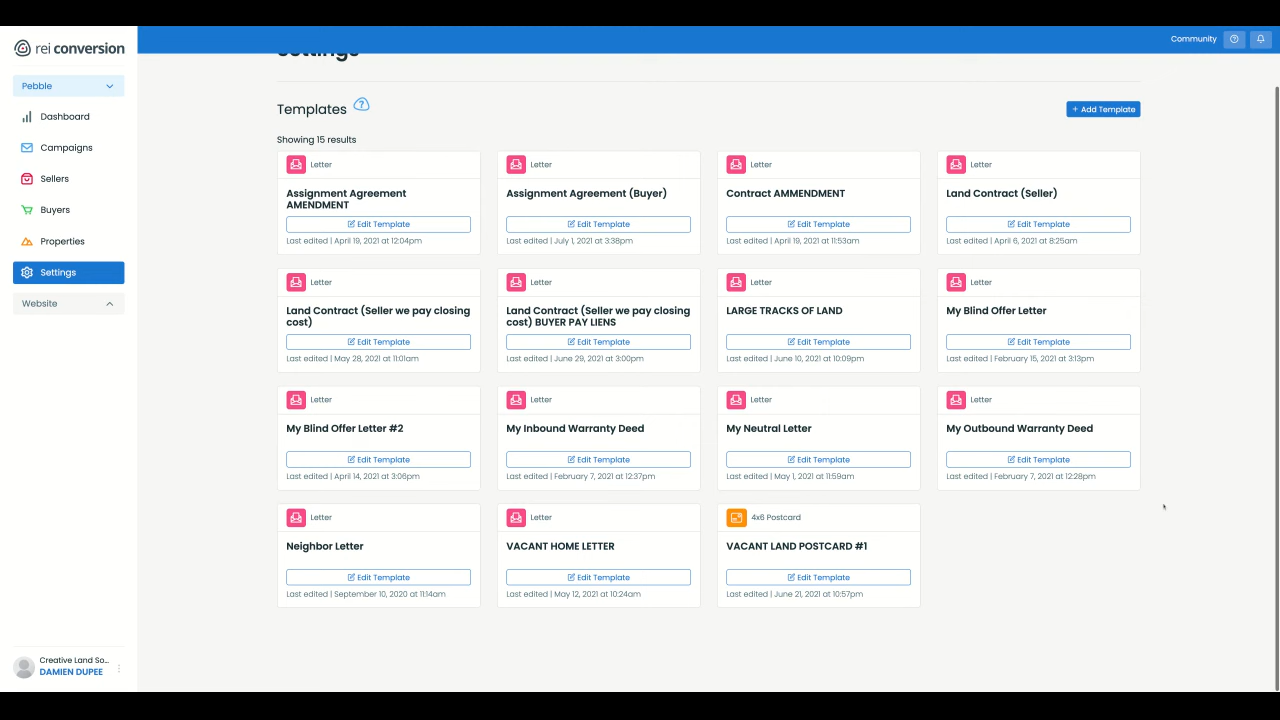 rei conversion
Community
Settings
Pebble
Dashboard
Campaigns
Sellers
Buyers
Properties
Settings
Website
Templates ?
+ Add Template
Showing 15 results
Letter
Assignment Agreement
AMENDMENT
Edit Template
Last edited | April 19, 2021 at 12:04pm
Letter
Assignment Agreement (Buyer)
Edit Template
Last edited | July 1, 2021 at 3:38pm
Letter
Contract AMMENDMENT
Edit Template
Last edited | April 19, 2021 at 11:53am
Letter
Land Contract (Seller)
Edit Template
Last edited | April 6, 2021 at 8:25am
Letter
Land Contract (Seller we pay closing
cost)
Edit Template
Last edited | May 28, 2021 at 11:01am
Letter
Land Contract (Seller we pay closing
cost) BUYER PAY LIENS
Edit Template
Last edited | June 29, 2021 at 3:00pm
Letter
LARGE TRACKS OF LAND
Edit Template
Last edited | June 10, 2021 at 10:09pm
Letter
My Blind Offer Letter
Edit Template
Last edited | February 15, 2021 at 3:13pm
Letter
My Blind Offer Letter #2
Edit Template
Last edited | April 14, 2021 at 3:06pm
Letter
My Inbound Warranty Deed
Edit Template
Last edited | February 7, 2021 at 12:37pm
Letter
My Neutral Letter
Edit Template
Last edited | May 1, 2021 at 11:59am
Letter
My Outbound Warranty Deed
Edit Template
Last edited | February 7, 2021 at 12:28pm
Letter
Neighbor Letter
Edit Template
Last edited | September 10, 2020 at 11:14am
Letter
VACANT HOME LETTER
Edit Template
Last edited | May 12, 2021 at 10:24am
4x6 Postcard
VACANT LAND POSTCARD #1
Edit Template
Last edited | June 21, 2021 at 10:57pm
Creative Land So...
DAMIEN DUPEE